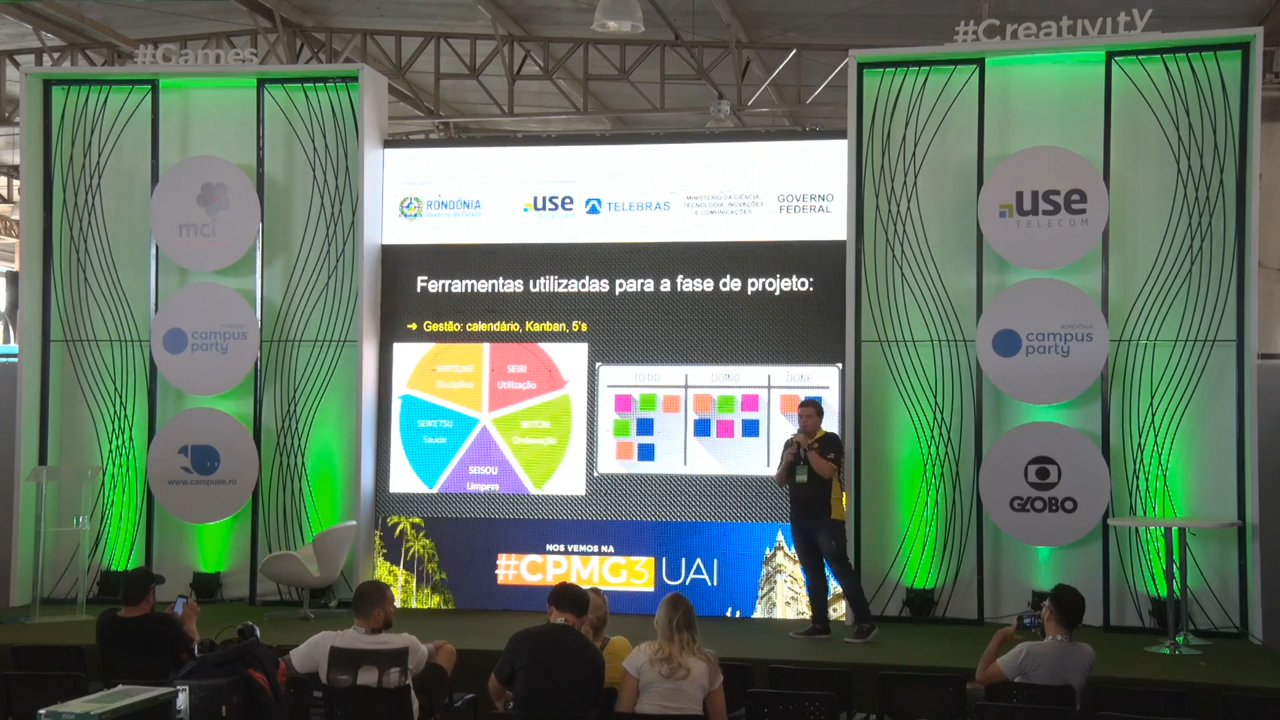 #Games
#Creativity
mci
campus
party
www.campuse.ro
RONDÔNIA
use
TELEBRAS
MINISTÉRIO DA CIÊNCIA,
TECNOLOGIA, INOVAÇÕES
E COMUNICAÇÕES
GOVERNO
FEDERAL
Ferramentas utilizadas para a fase de projeto:
➔ Gestão: calendário, Kanban, 5's
SHITSUKE
Disciplina
SEIRI
Utilização
SEIKETSU
Saúde
Ordenação
SEISOU
Limpeza
TO DO
DOING
DONE
NOS VEMOS NA
#CPMG3 UAI
use
TELECOM
RONDÔNIA
campus
party
GLOBO